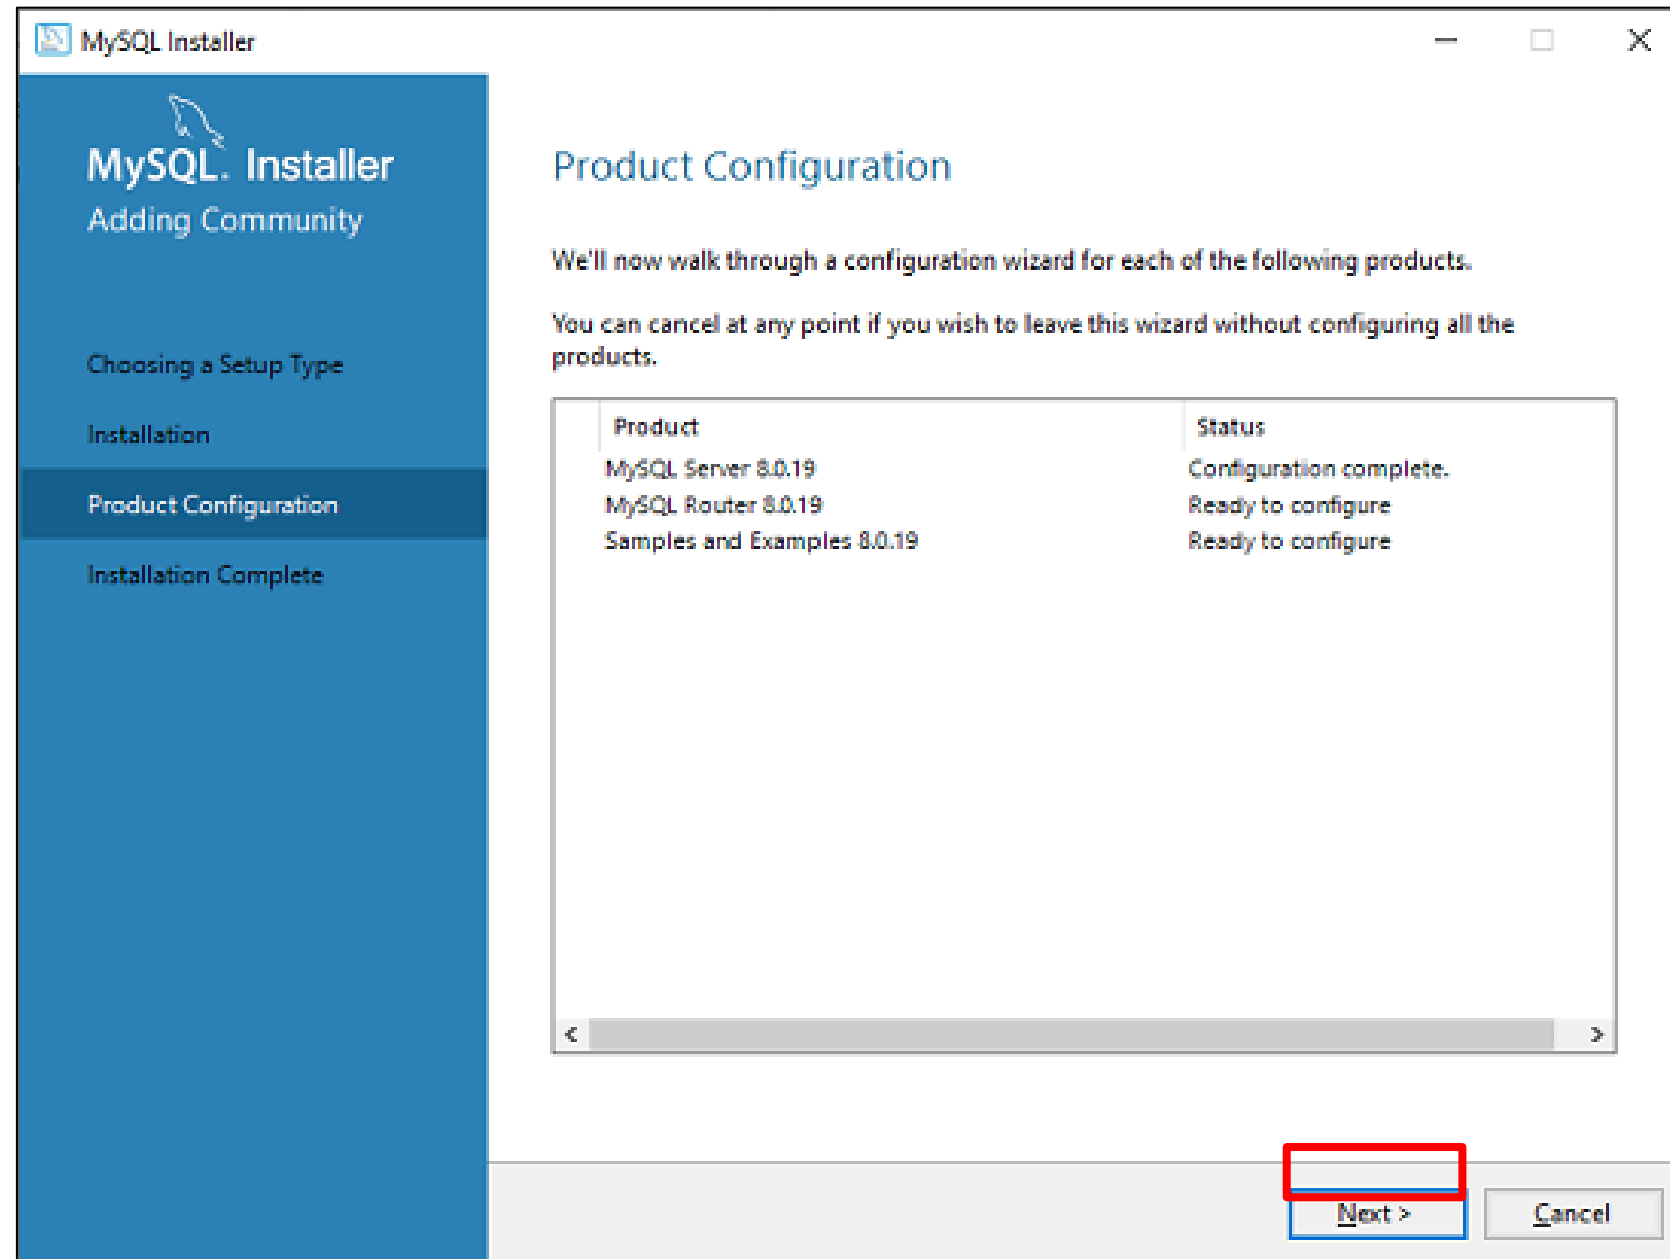 MySQL Installer
MySQL. Installer
Adding Community
Choosing a Setup Type
Installation
Product Configuration
Installation Complete
Product Configuration
We'll now walk through a configuration wizard for each of the following products.
You can cancel at any point if you wish to leave this wizard without configuring all the
products.
Product Status
MySQL Server 8.0.19 Configuration complete.
MySQL Router 8.0.19 Ready to configure
Samples and Examples 8.0.19 Ready to configure
Next > Cancel